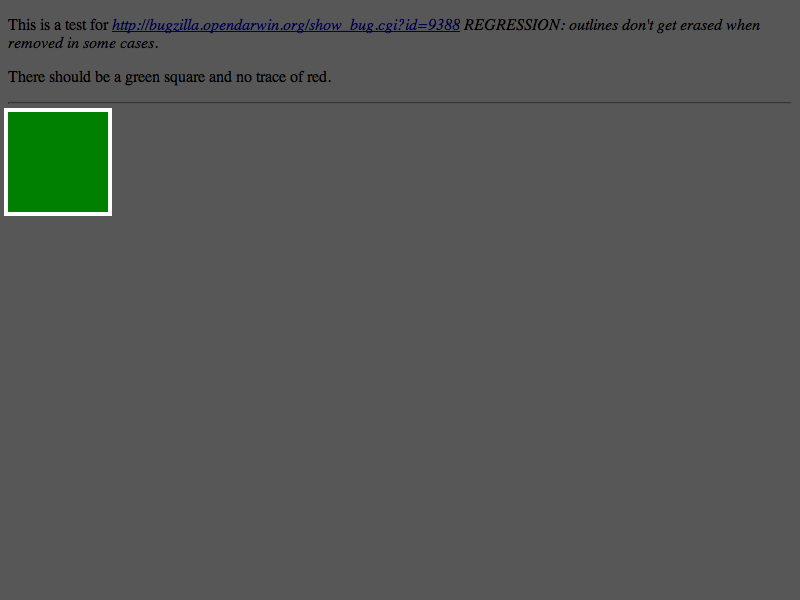 This is a test for http://bugzilla.opendarwin.org/show_bug.cgi?id=9388 REGRESSION: outlines don't get erased when
removed in some cases.
There should be a green square and no trace of red.